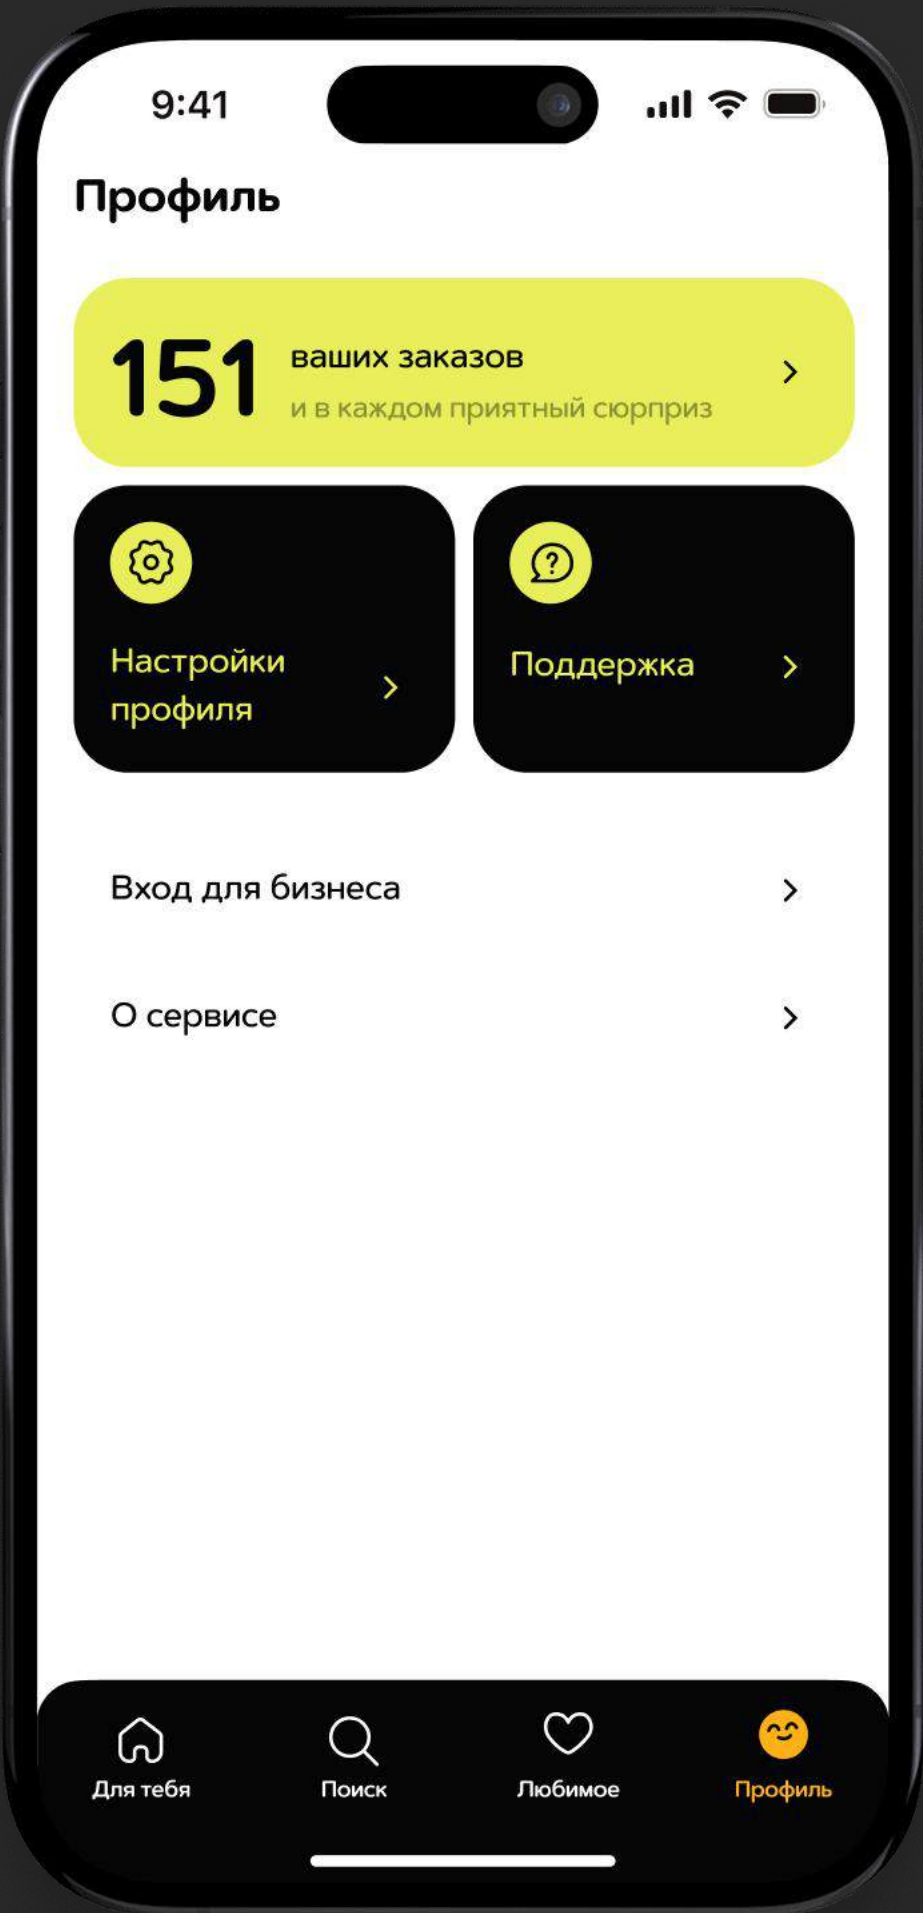 9:41
Профиль
151
ваших заказов
и в каждом приятный сюрприз
Настройки
профиля
Поддержка
Вход для бизнеса
О сервисе
Для тебя
Поиск
Любимое
Профиль